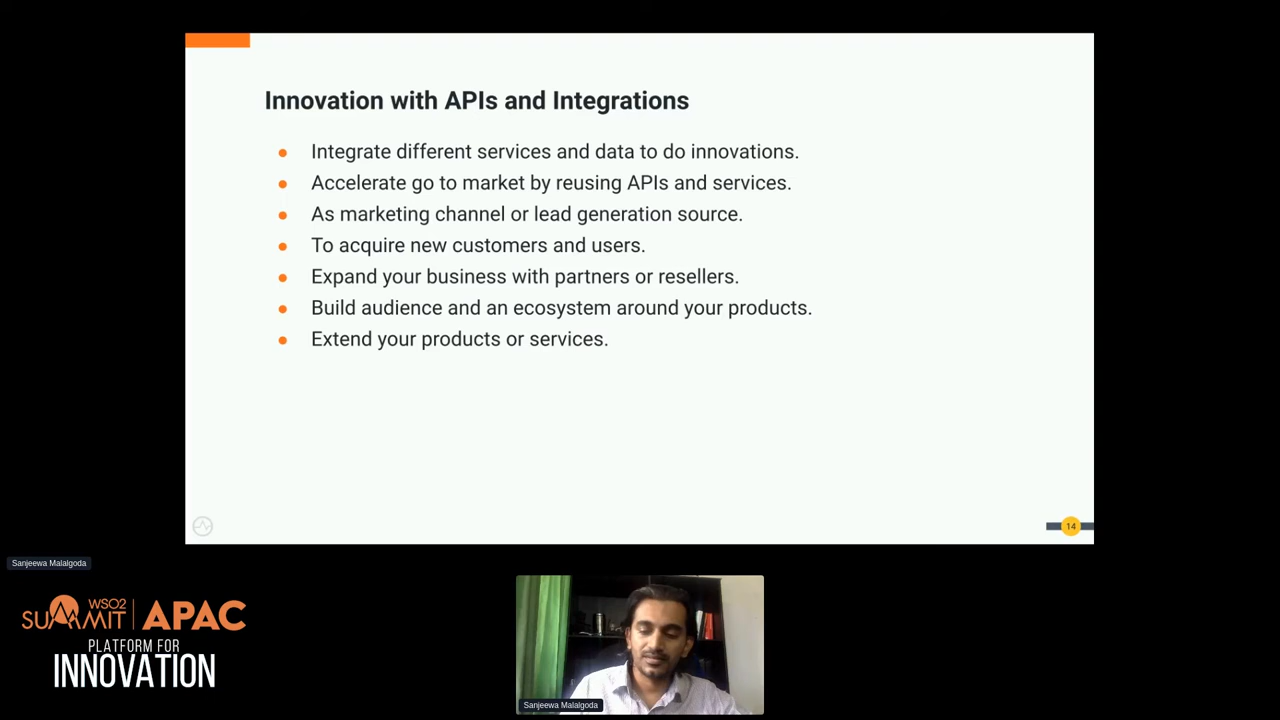 Innovation with APIs and Integrations
Integrate different services and data to do innovations.
Accelerate go to market by reusing APIs and services.
As marketing channel or lead generation source.
To acquire new customers and users.
Expand your business with partners or resellers.
Build audience and an ecosystem around your products.
Extend your products or services.
14
Sanjeewa Malalgoda
WSO2
SUMMIT APAC
PLATFORM FOR
INNOVATION
Sanjeewa Malalgoda